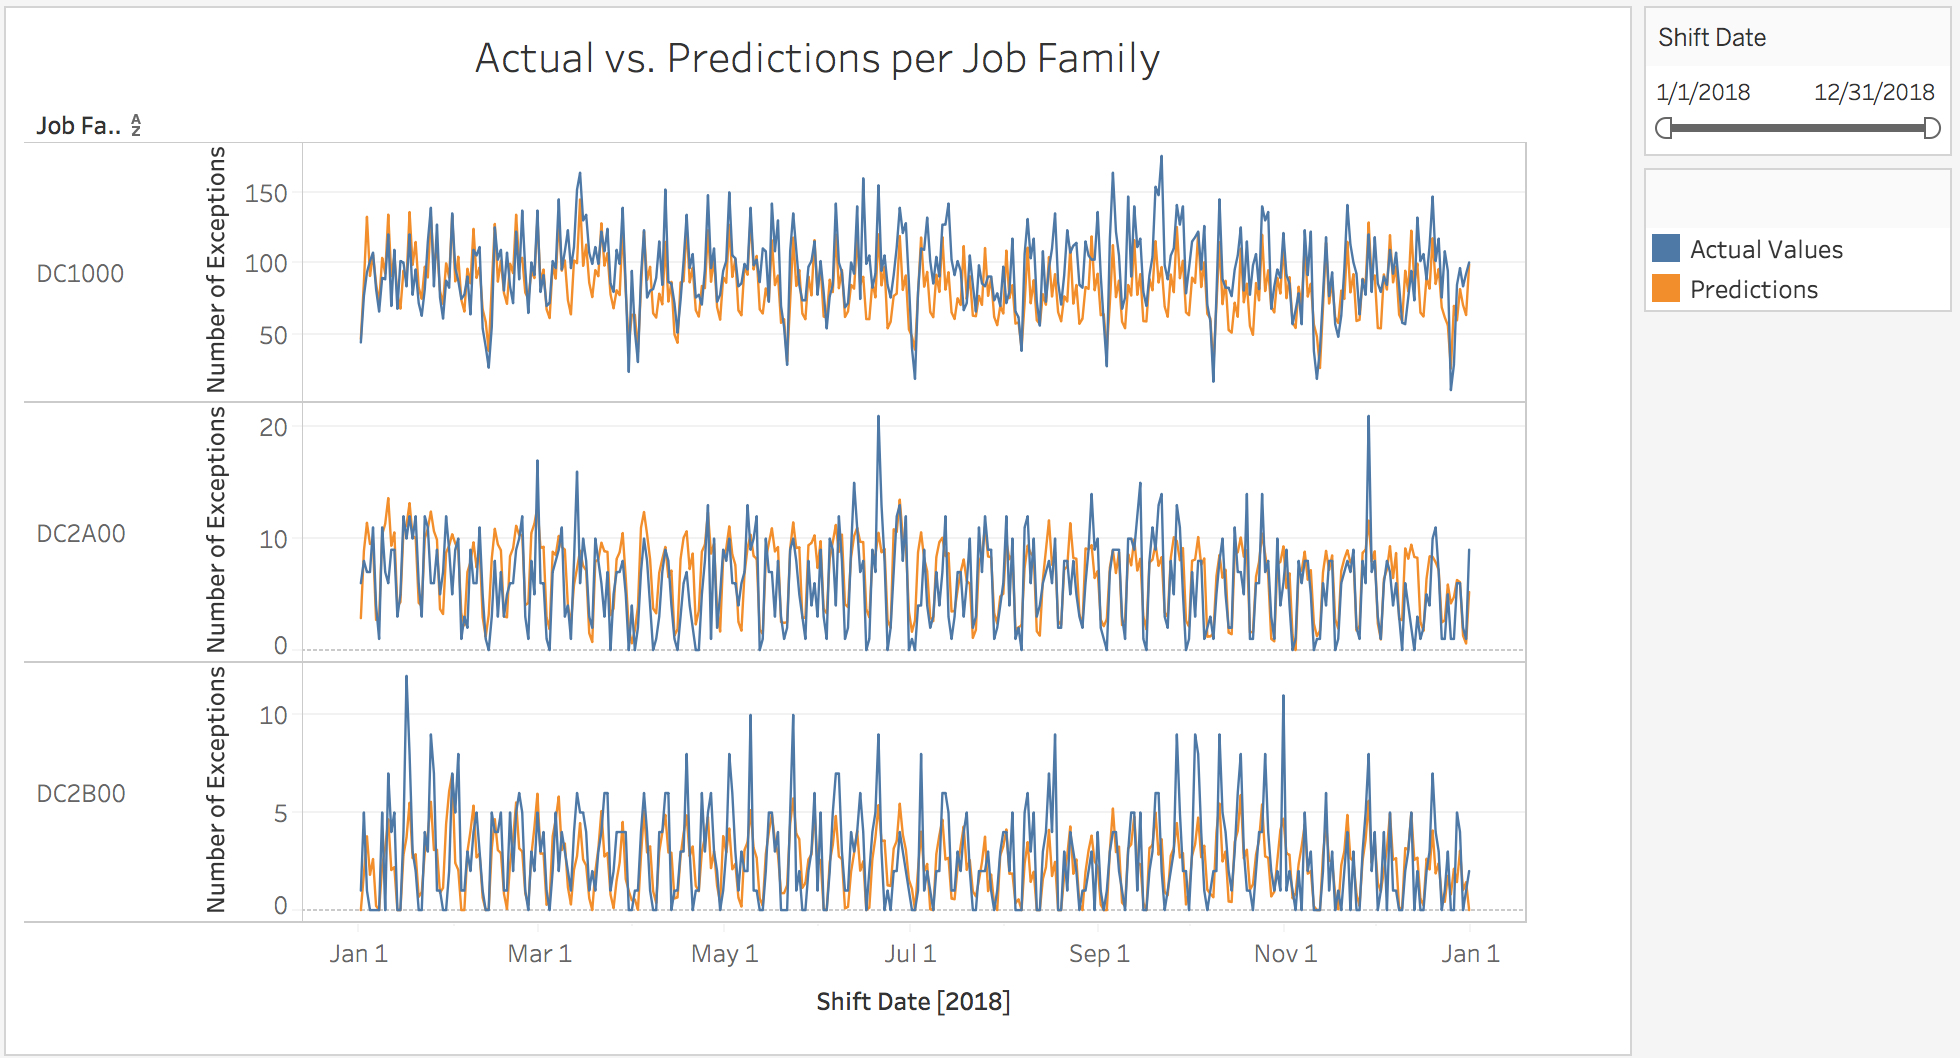 Actual vs. Predictions per Job Family
Job Fa.. A Z
DC1000
Number of Exceptions
150
100
50
DC2A00
Number of Exceptions
20
10
0
DC2B00
Number of Exceptions
10
5
0
Jan 1 Mar 1 May 1 Jul 1 Sep 1 Nov 1 Jan 1
Shift Date [2018]
Shift Date
1/1/2018 12/31/2018
Actual Values
Predictions